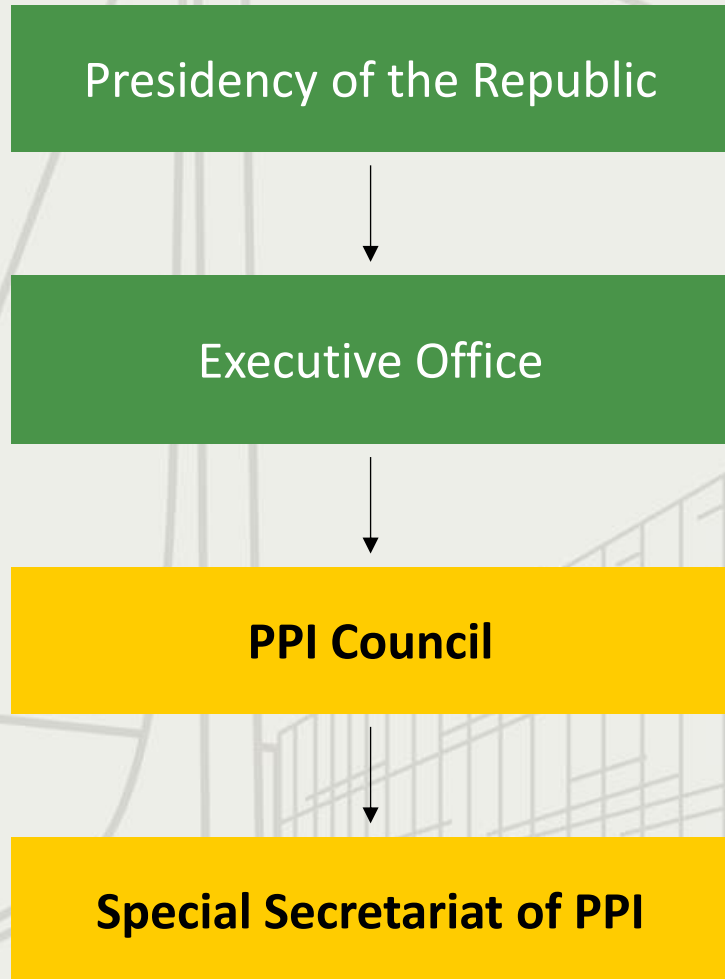 Presidency of the Republic
Executive Office
PPI Council
Special Secretariat of PPI